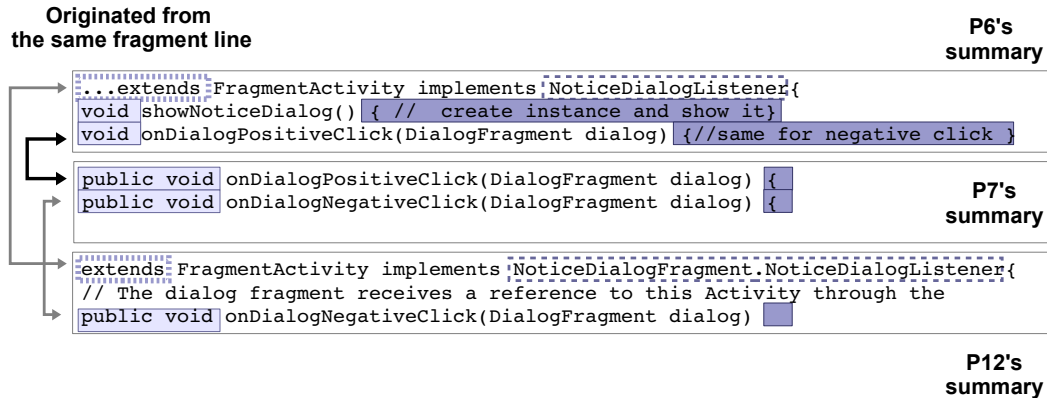 Originated from
the same fragment line
P6's
summary
...extends FragmentActivity implements NoticeDialogListener{
void showNoticeDialog() { // create instance and show it}
void onDialogPositiveClick(DialogFragment dialog) {//same for negative click }
public void onDialogPositiveClick(DialogFragment dialog) {
public void onDialogNegativeClick(DialogFragment dialog) {
P7's
summary
extends FragmentActivity implements NoticeDialogFragment.NoticeDialogListener{
// The dialog fragment receives a reference to this Activity through the
public void onDialogNegativeClick(DialogFragment dialog)
P12's
summary